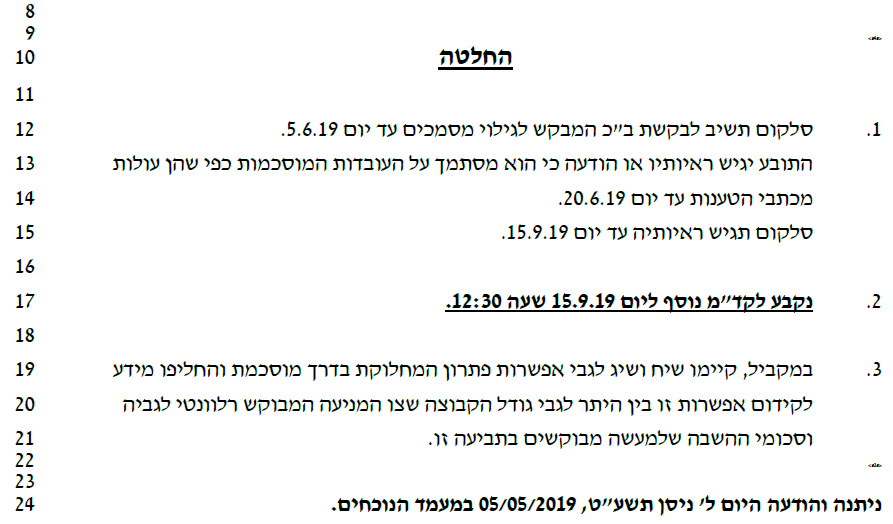 8
9
10 החלטה
11
12 1. סלקום תשיב לבקשת ב"כ המבקש לגילוי מסמכים עד יום 5.6.19.
13 התובע יגיש ראיותיו או הודעה כי הוא מסתמך על העובדות המוסכמות כפי שהן עולות
14 מכתבי הטענות עד יום 20.6.19.
15 סלקום תגיש ראיותיה עד יום 15.9.19.
16
17 2. נקבע לקד"מ נוסף ליום 15.9.19 שעה 12:30.
18
19 3. במקביל, קיימו שיח ושיג לגבי אפשרות פתרון המחלוקת בדרך מוסכמת והחליפו מידע
20 לקידום אפשרות זו בין היתר לגבי גודל הקבוצה שצו המניעה המבוקש רלוונטי לגביה
21 וסכומי ההשבה שלמעשה מבוקשים בתביעה זו.
22
23
24 ניתנה והודעה היום ל' ניסן תשע"ט, 05/05/2019 במעמד הנוכחים.